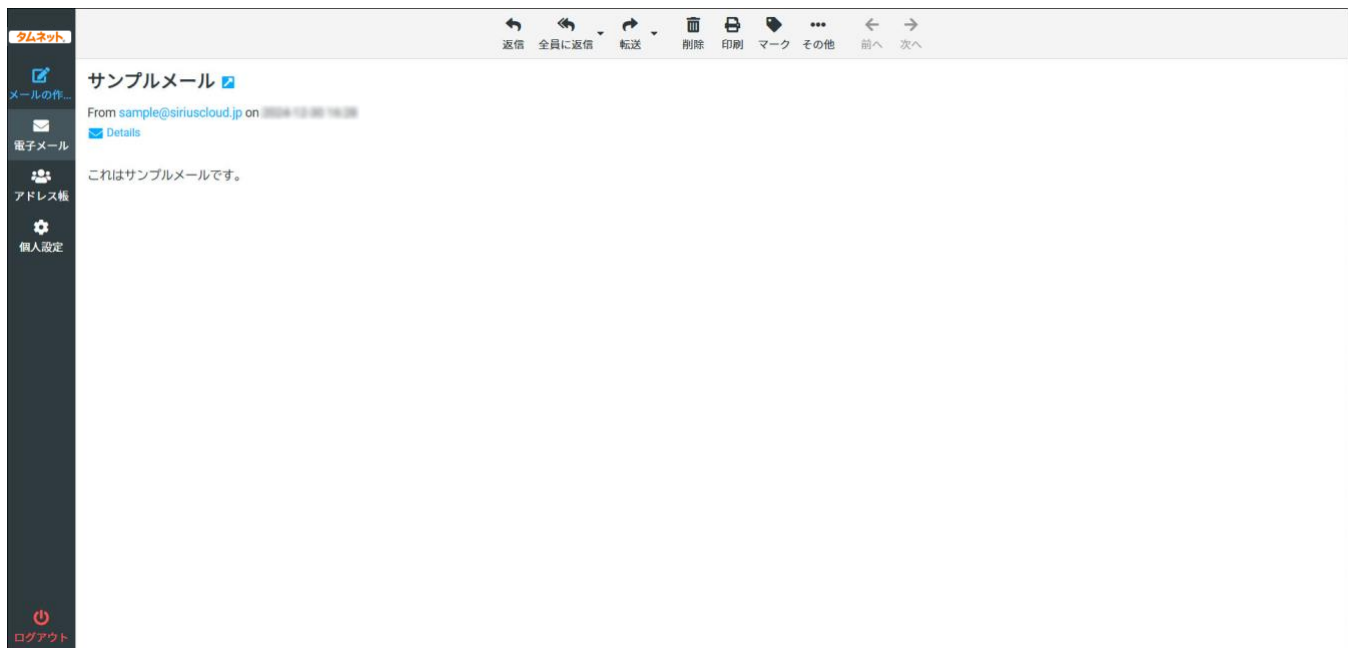 タムネット.
メールの作...
電子メール
アドレス帳
個人設定
ログアウト
返信 全員に返信 転送 削除 印刷 マーク その他 前へ 次へ
サンプルメール
From sample@siriuscloud.jp on
Details
これはサンプルメールです。